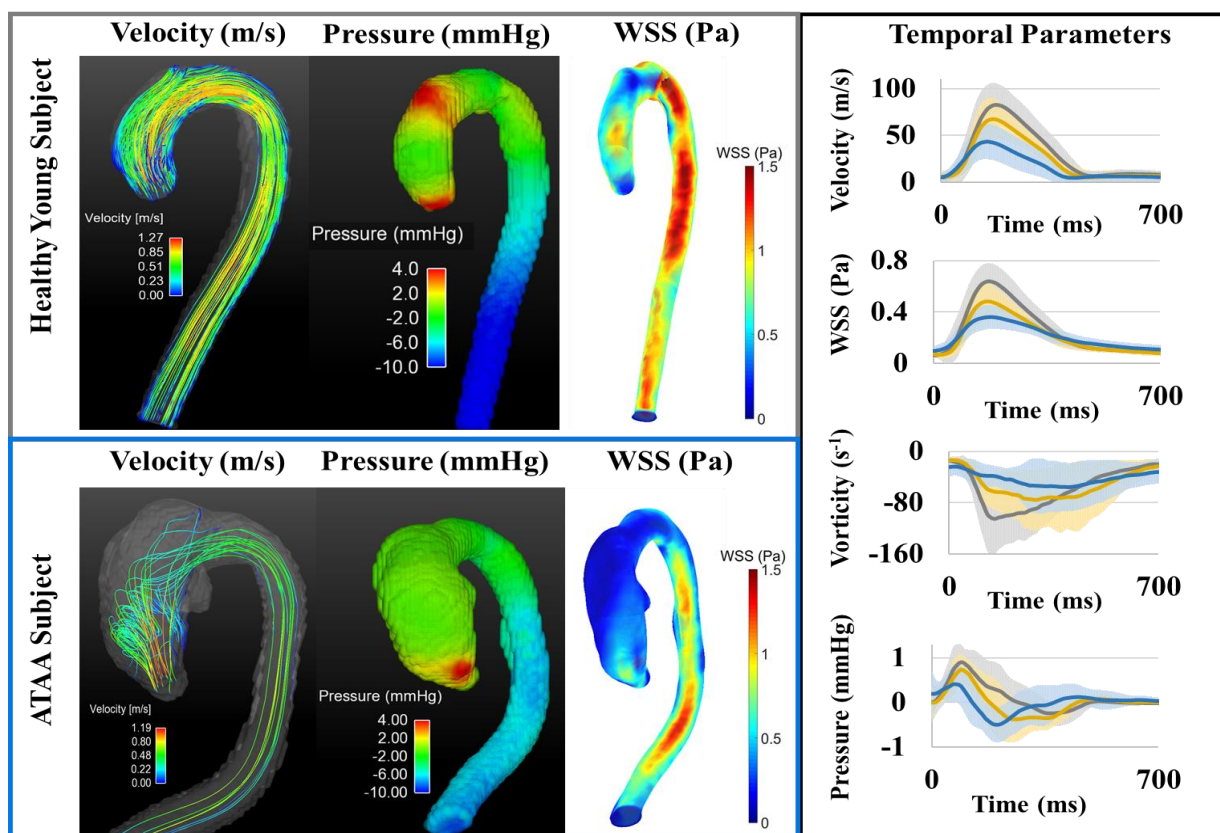 Healthy Young Subject
Velocity (m/s)
Pressure (mmHg)
WSS (Pa)
Velocity [m/s]
1.27
0.85
0.51
0.23
0.00
Pressure (mmHg)
4.0
2.0
-2.0
-6.0
-10.0
WSS (Pa)
1.5
1
0.5
0
ATAA Subject
Velocity (m/s)
Pressure (mmHg)
WSS (Pa)
Velocity [m/s]
1.19
0.80
0.48
0.22
0.00
Pressure (mmHg)
4.00
2.00
-2.00
-6.00
-10.00
WSS (Pa)
1.5
1
0.5
0
Temporal Parameters
Velocity (m/s)
100
50
0
0
700
Time (ms)
WSS (Pa)
0.8
0.4
0
0
700
Time (ms)
Vorticity (s⁻¹)
0
-80
-160
0
700
Time (ms)
Pressure (mmHg)
1
0
-1
0
700
Time (ms)